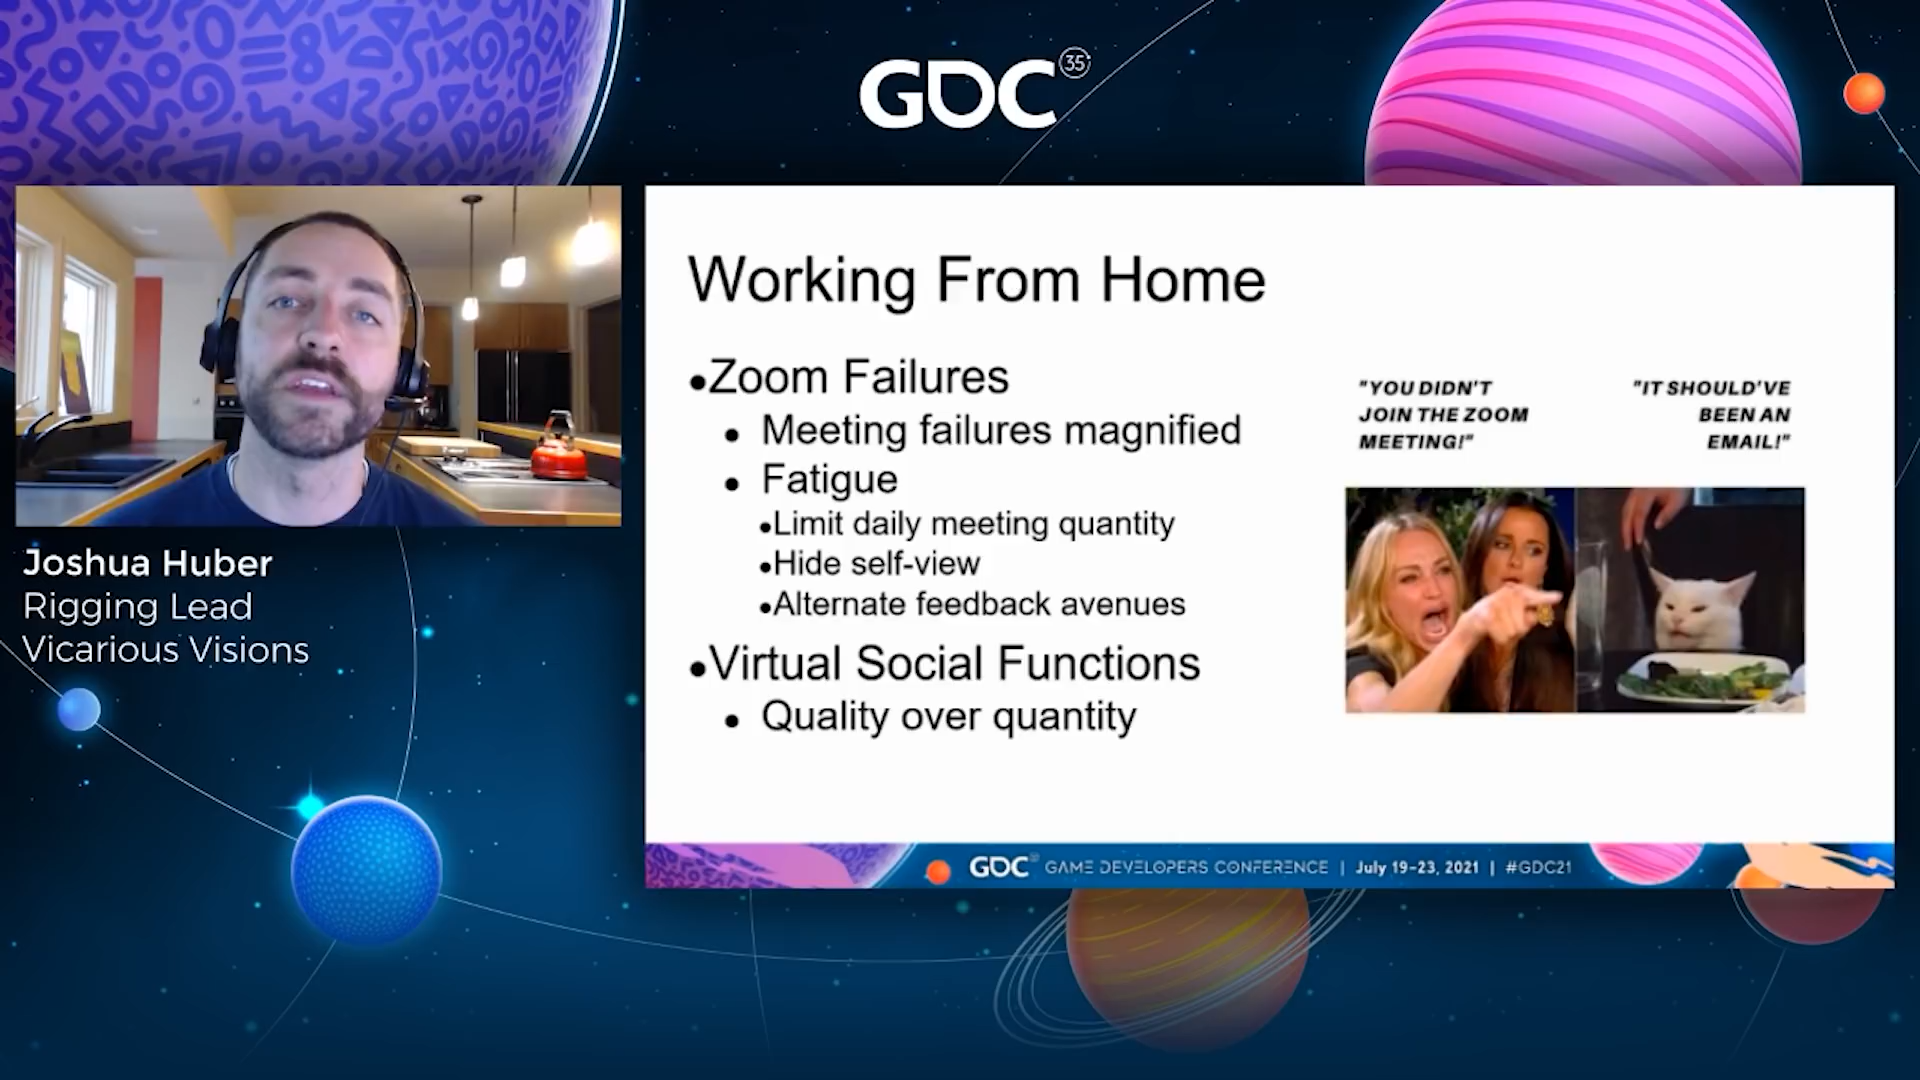 GDC 35
Joshua Huber
Rigging Lead
Vicarious Visions
Working From Home
•Zoom Failures
• Meeting failures magnified
• Fatigue
•Limit daily meeting quantity
•Hide self-view
•Alternate feedback avenues
•Virtual Social Functions
• Quality over quantity
"YOU DIDN'T
JOIN THE ZOOM
MEETING!"
"IT SHOULD'VE
BEEN AN
EMAIL!"
GDC GAME DEVELOPERS CONFERENCE | July 19-23, 2021 | #GDC21